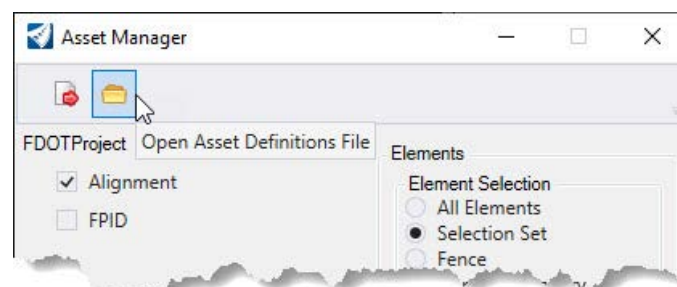 Asset Manager
FDOTProject
Open Asset Definitions File
Elements
Alignment
FPID
Element Selection
All Elements
Selection Set
Fence